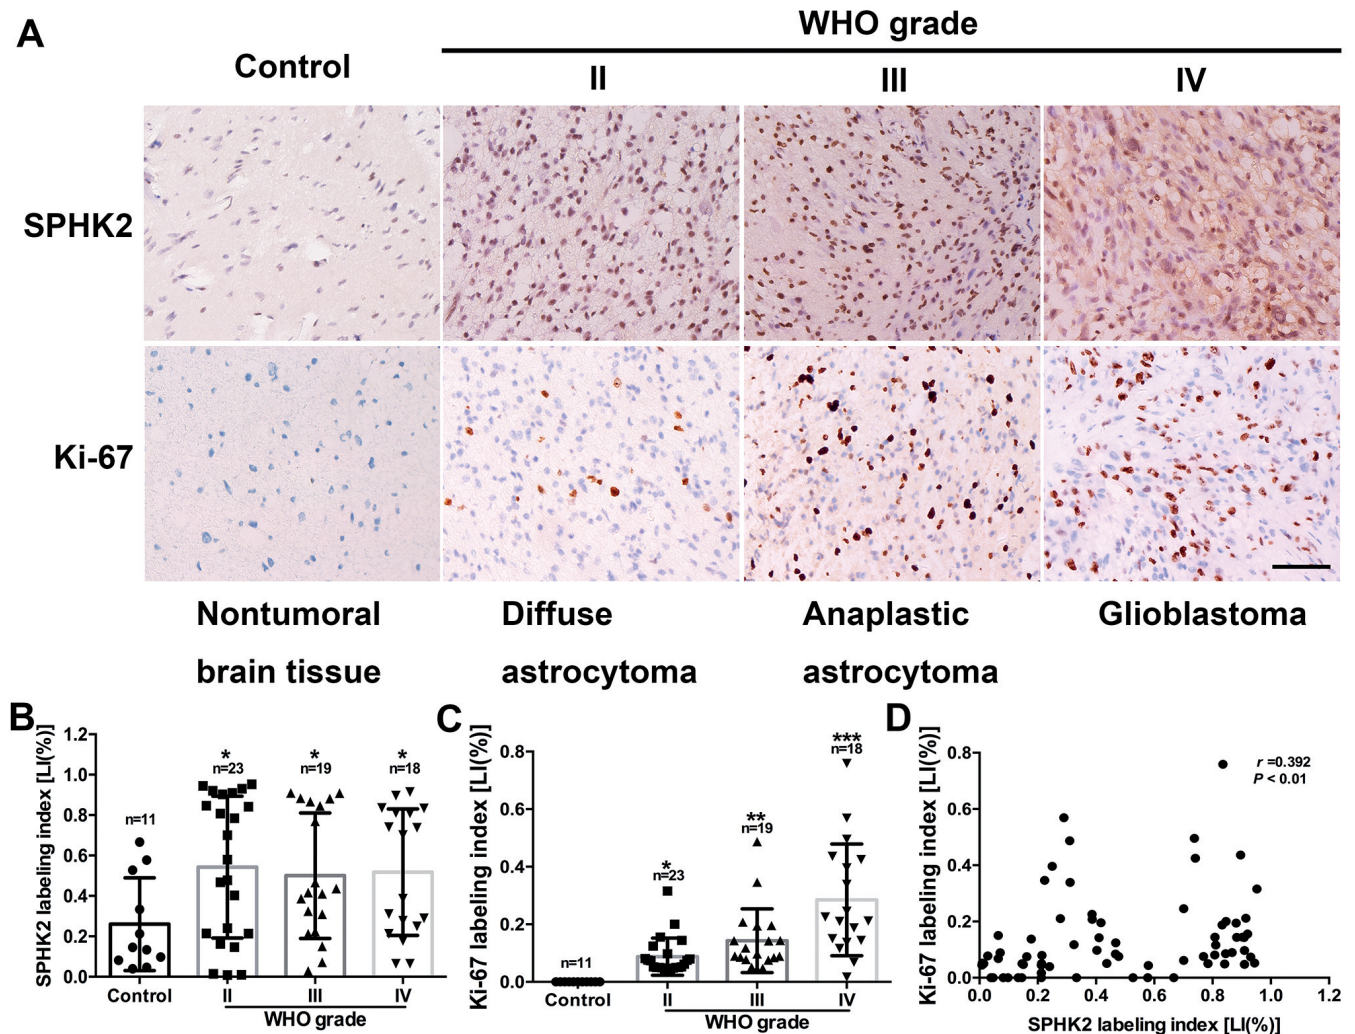 A
WHO grade
Control
II
III
IV
SPHK2
Ki-67
Nontumoral
brain tissue
Diffuse
astrocytoma
Anaplastic
astrocytoma
Glioblastoma
B
SPHK2 labeling index [LI(%)]
1.2
1.0
0.8
0.6
0.4
0.2
0.0
n=11
*
n=23
*
n=19
*
n=18
Control
II
III
IV
WHO grade
C
Ki-67 labeling index [LI(%)]
0.8
0.6
0.4
0.2
0.0
n=11
*
n=23
**
n=19
***
n=18
Control
II
III
IV
WHO grade
D
Ki-67 labeling index [LI(%)]
0.8
0.6
0.4
0.2
0.0
r =0.392
P < 0.01
0.0
0.2
0.4
0.6
0.8
1.0
1.2
SPHK2 labeling index [LI(%)]